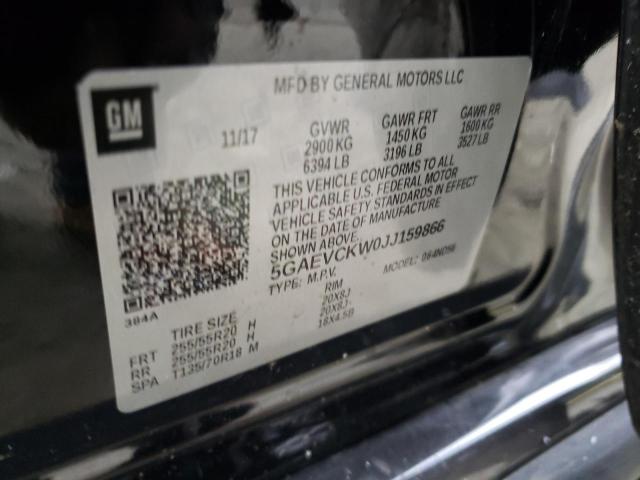 MFD BY GENERAL MOTORS LLC
GM
11/17
GVWR GAWR FRT GAWR RR
2900 KG 1450 KG 1600 KG
6394 LB 3196 LB 3527 LB
THIS VEHICLE CONFORMS TO ALL
APPLICABLE U.S. FEDERAL MOTOR
VEHICLE SAFETY STANDARDS IN EFFECT
ON THE DATE OF MANUFACTURE
SHOWN ABOVE.
5GAEVCKW0JJ159866
TYPE: M.P.V. MODEL: 084ND56
384A
TIRE SIZE RIM
FRT 255/55R20 H 20X8J
RR 255/55R20 H 20X8J
SPA T135/70R18 M 18X4.5B